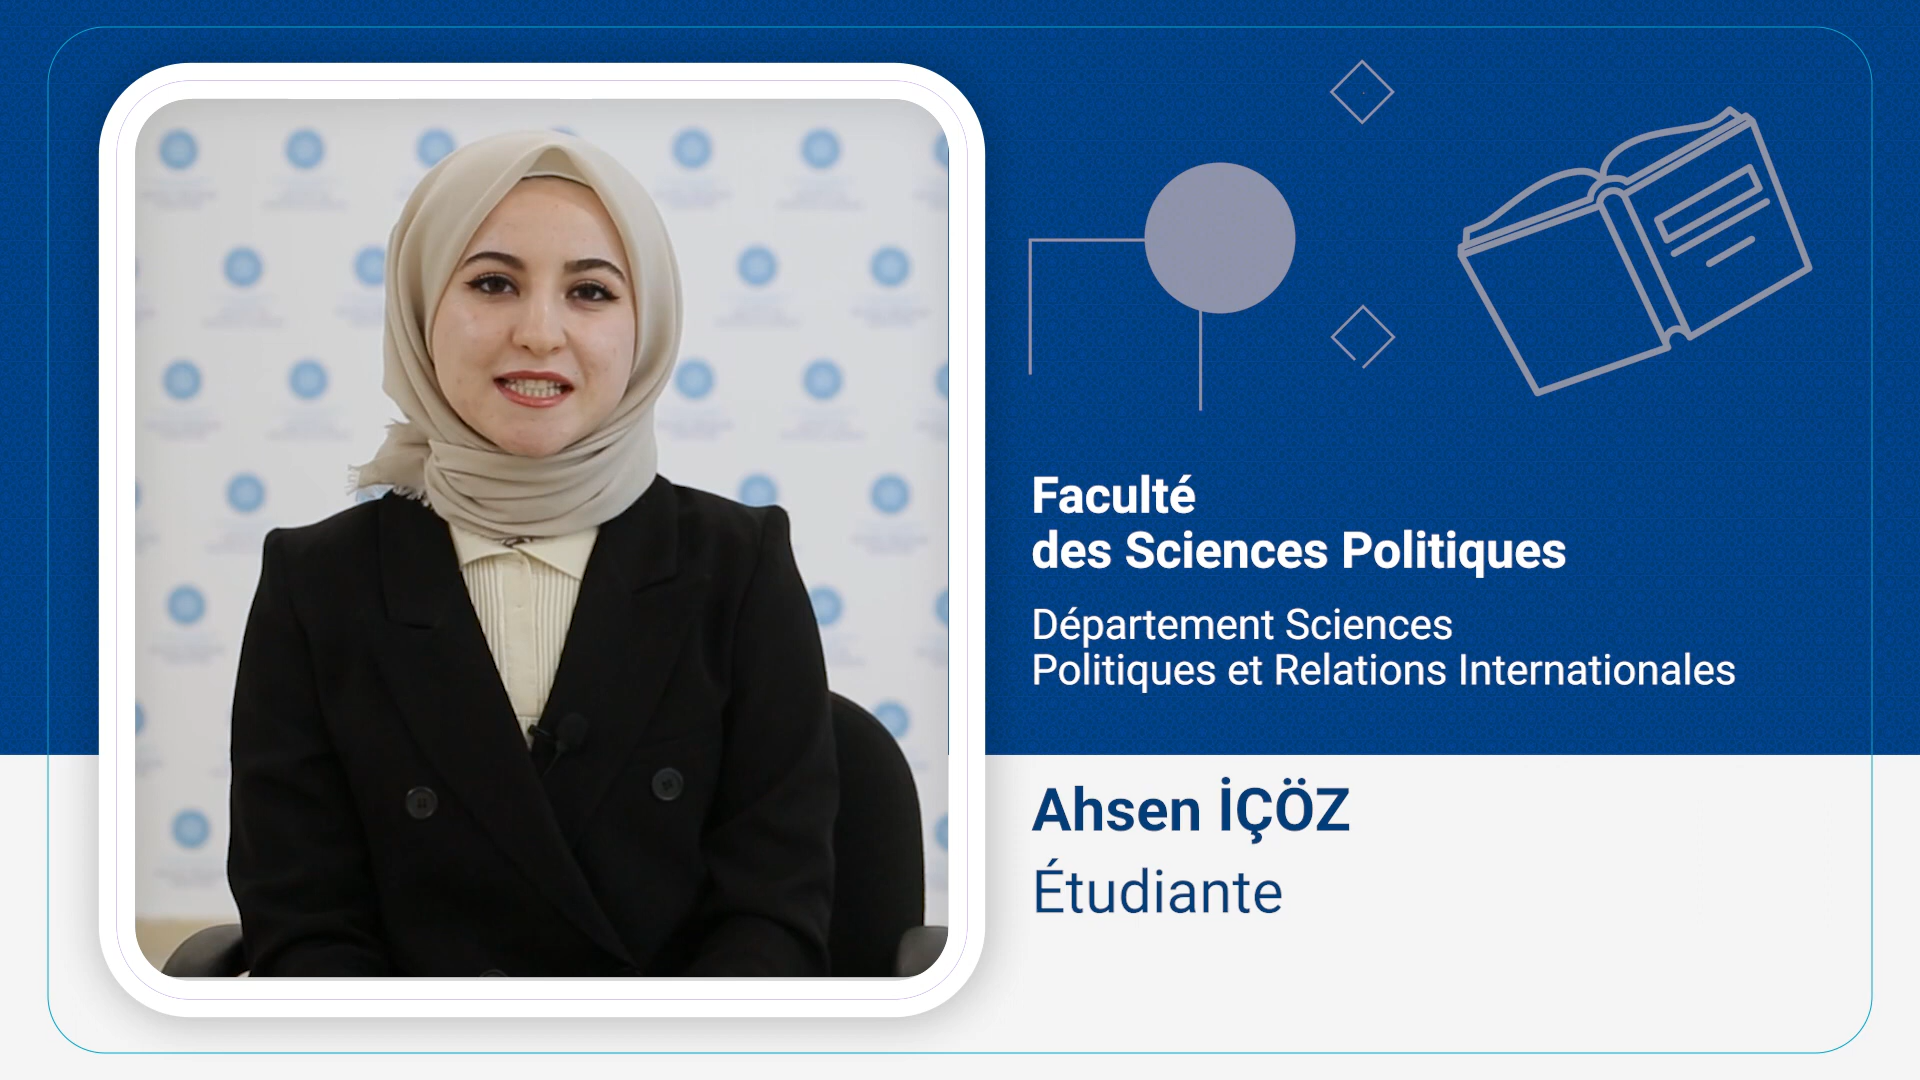 Faculté
des Sciences Politiques
Département Sciences
Politiques et Relations Internationales
Ahsen İÇÖZ
Étudiante